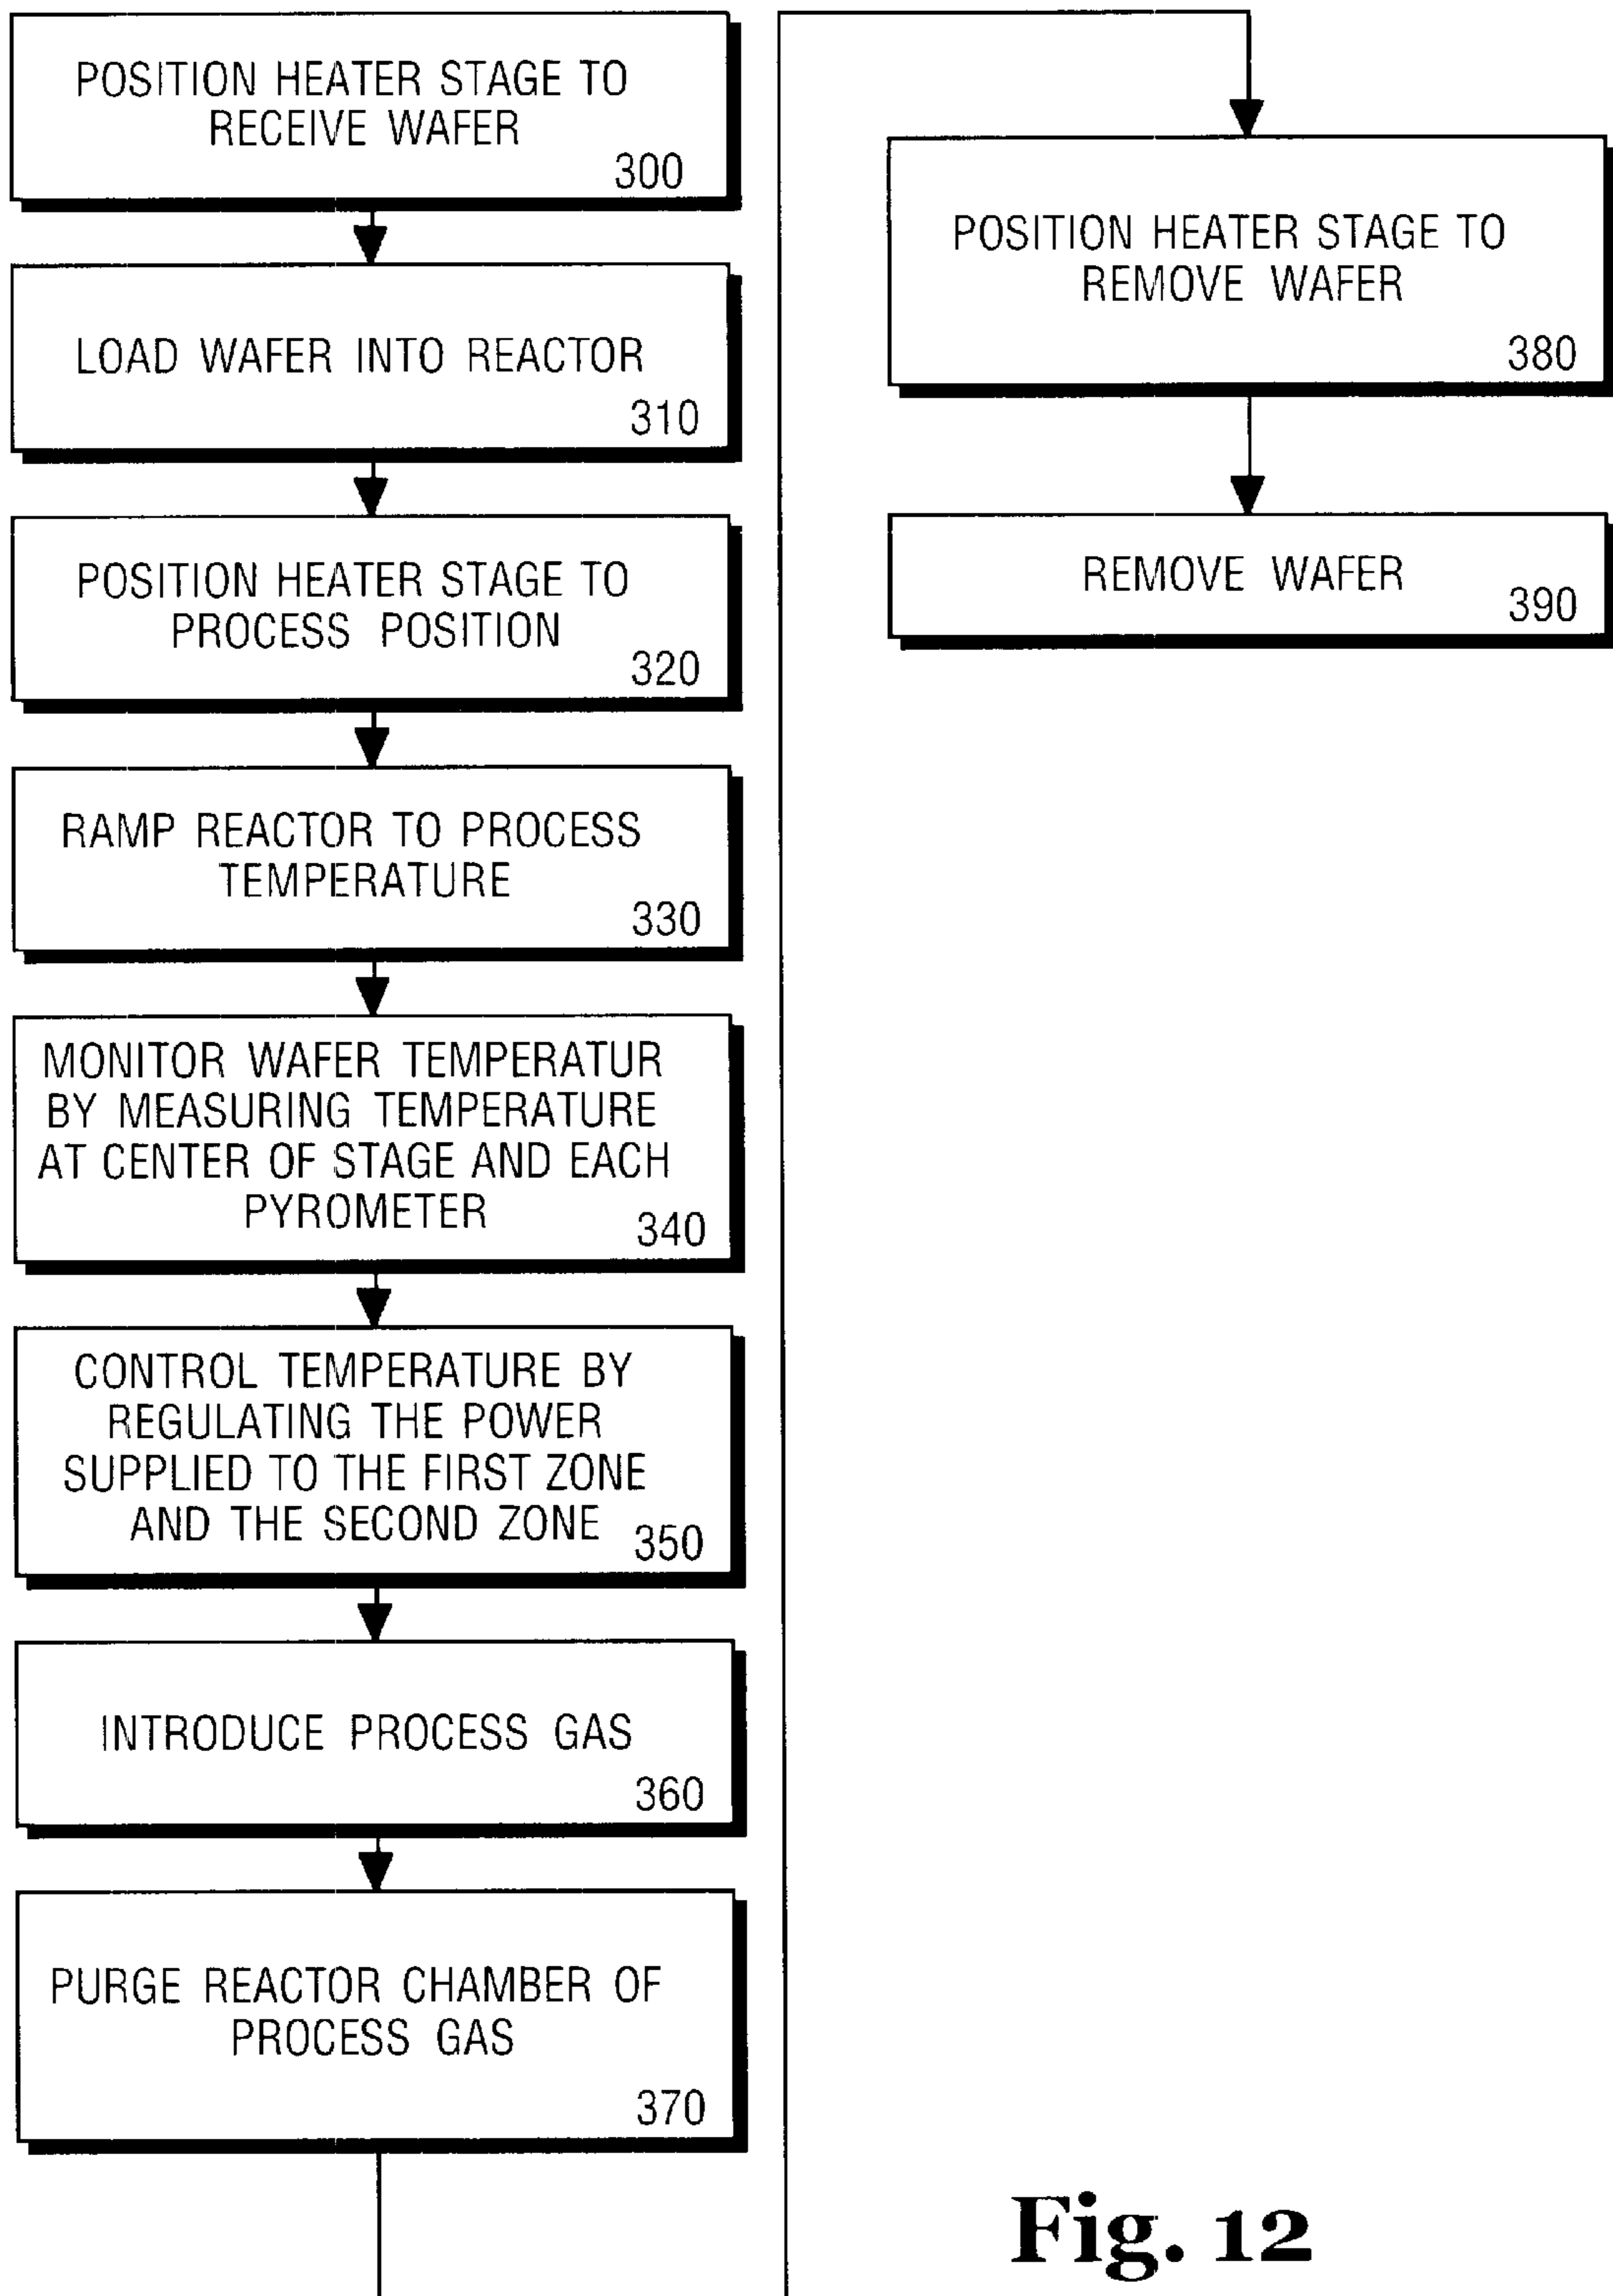 POSITION HEATER STAGE TO
RECEIVE WAFER
300
LOAD WAFER INTO REACTOR
310
POSITION HEATER STAGE TO
PROCESS POSITION
320
RAMP REACTOR TO PROCESS
TEMPERATURE
330
MONITOR WAFER TEMPERATUR
BY MEASURING TEMPERATURE
AT CENTER OF STAGE AND EACH
PYROMETER
340
CONTROL TEMPERATURE BY
REGULATING THE POWER
SUPPLIED TO THE FIRST ZONE
AND THE SECOND ZONE
350
INTRODUCE PROCESS GAS
360
PURGE REACTOR CHAMBER OF
PROCESS GAS
370
POSITION HEATER STAGE TO
REMOVE WAFER
380
REMOVE WAFER
390
Fig. 12